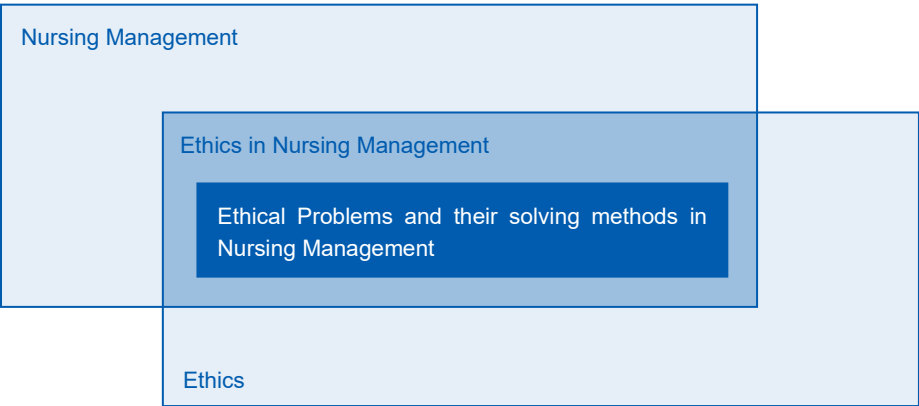 Nursing Management
Ethics in Nursing Management
Ethical Problems and their solving methods in
Nursing Management
Ethics